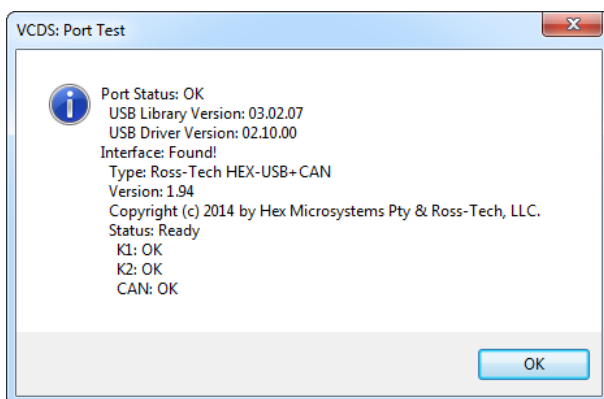 VCDS: Port Test
Port Status: OK
USB Library Version: 03.02.07
USB Driver Version: 02.10.00
Interface: Found!
Type: Ross-Tech HEX-USB+CAN
Version: 1.94
Copyright (c) 2014 by Hex Microsystems Pty & Ross-Tech, LLC.
Status: Ready
K1: OK
K2: OK
CAN: OK
OK